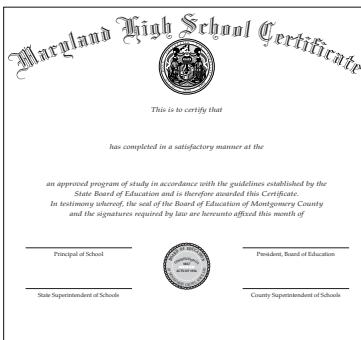 Maryland High School Certificate
This is to certify that
has completed in a satisfactory manner at the
an approved program of study in accordance with the guidelines established by the
State Board of Education and is therefore awarded this Certificate.
In testimony whereof, the seal of the Board of Education of Montgomery County
and the signatures required by law are hereunto affixed this month of
Principal of School
President, Board of Education
BOARD OF EDUCATION
State Superintendent of Schools
County Superintendent of Schools